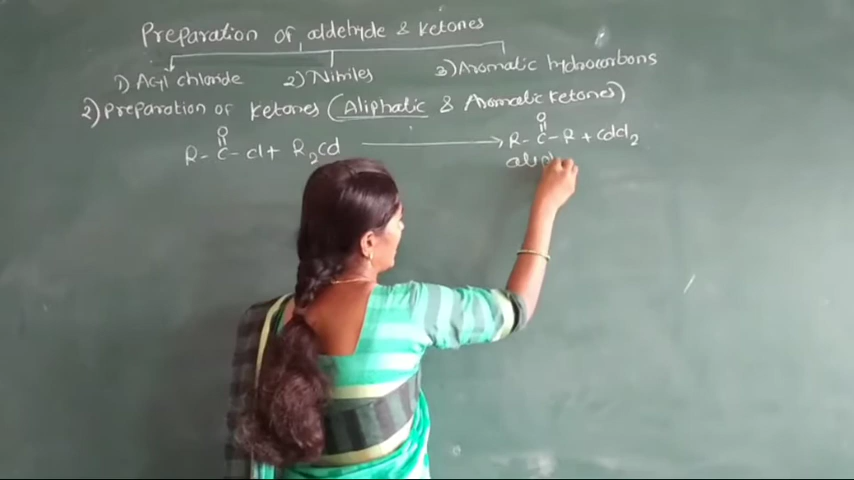 Preparation of aldehyde & ketones
1) Acyl chloride 2) Nitriles 3) Aromatic hydrocarbons
2) Preparation of ketones (Aliphatic & Aromatic ketones)
O O
|| ||
R - C - Cl + R2Cd → R - C - R + CdCl2
alip